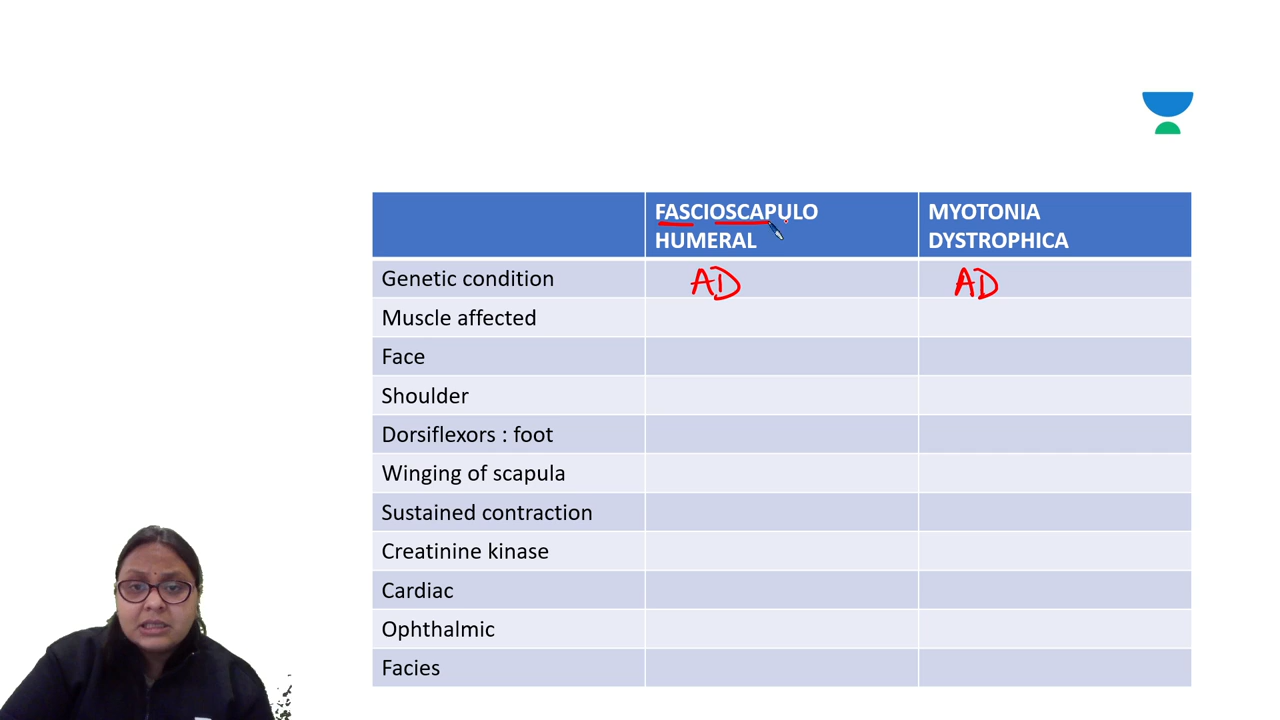 FASCIOSCAPULO
HUMERAL
MYOTONIA
DYSTROPHICA
Genetic condition AD AD
Muscle affected
Face
Shoulder
Dorsiflexors : foot
Winging of scapula
Sustained contraction
Creatinine kinase
Cardiac
Ophthalmic
Facies